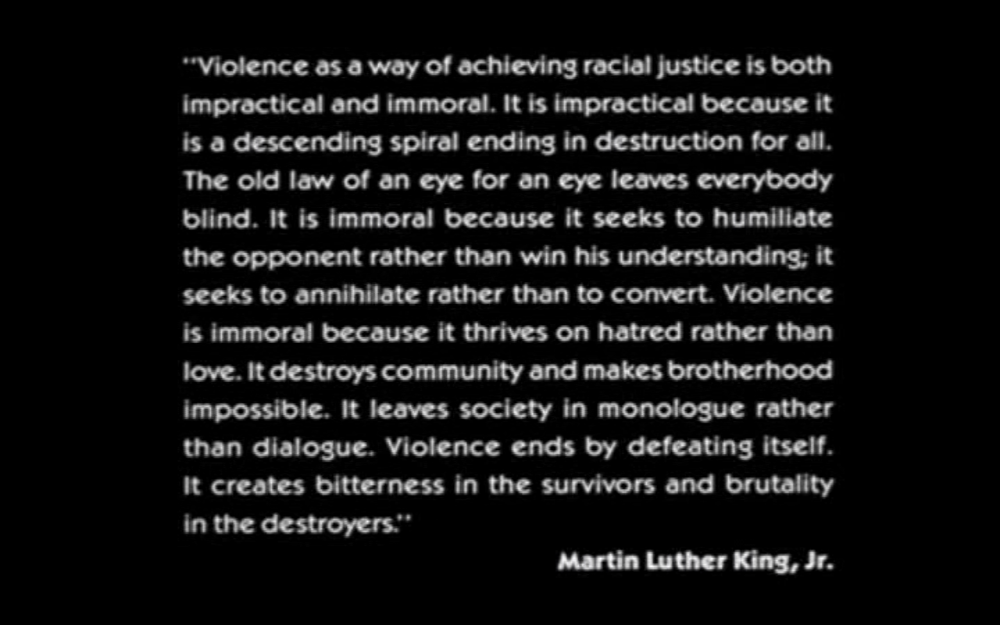 "Violence as a way of achieving racial justice is both
impractical and immoral. It is impractical because it
is a descending spiral ending in destruction for all.
The old law of an eye for an eye leaves everybody
blind. It is immoral because it seeks to humiliate
the opponent rather than win his understanding; it
seeks to annihilate rather than to convert. Violence
is immoral because it thrives on hatred rather than
love. It destroys community and makes brotherhood
impossible. It leaves society in monologue rather
than dialogue. Violence ends by defeating itself.
It creates bitterness in the survivors and brutality
in the destroyers."
Martin Luther King, Jr.